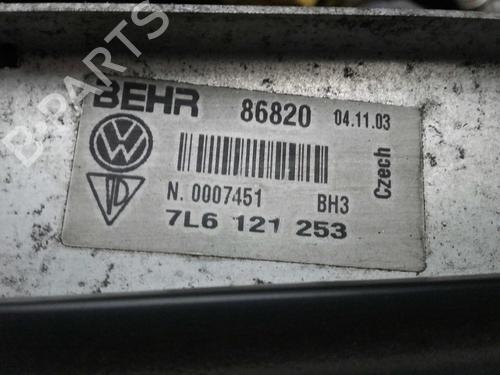 B-PARTS
BEHR 86820 04.11.03
Czech
N. 0007451 BH3
7L6 121 253